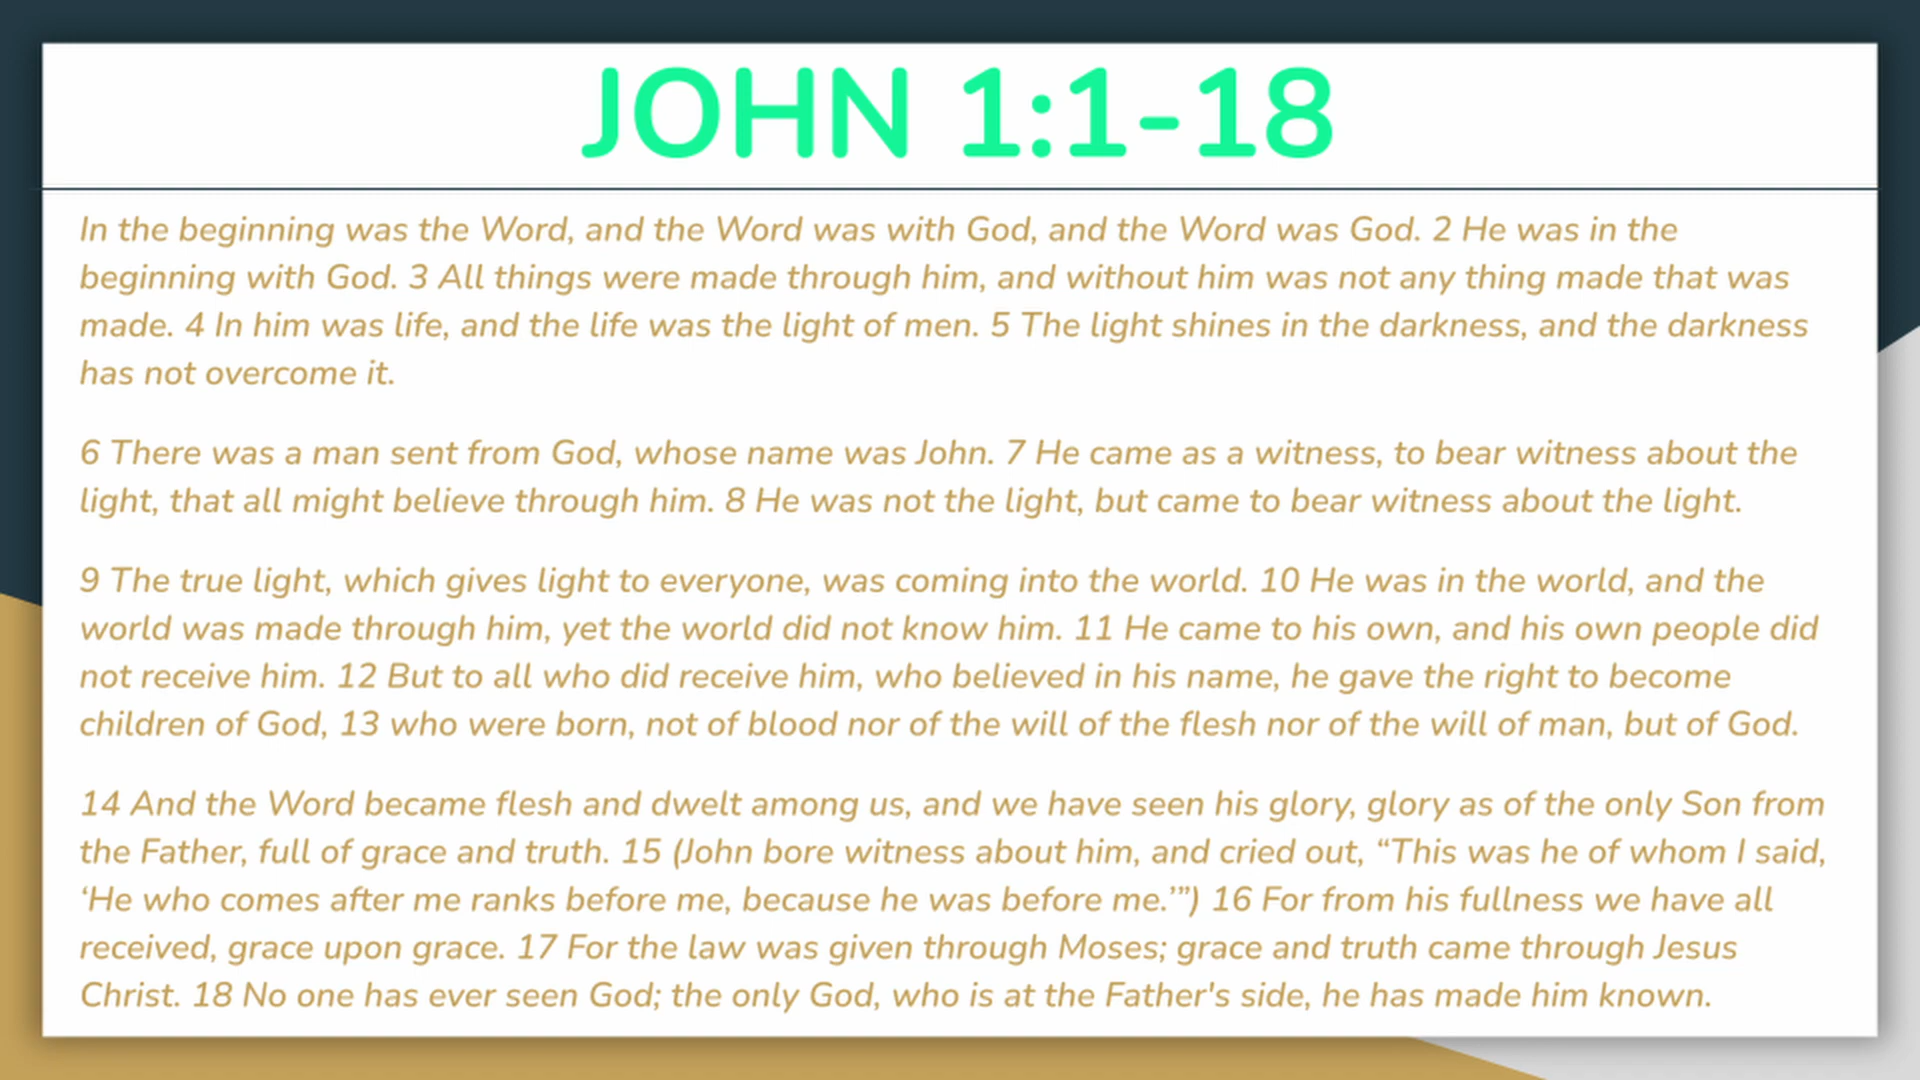 JOHN 1:1-18
In the beginning was the Word, and the Word was with God, and the Word was God. 2 He was in the
beginning with God. 3 All things were made through him, and without him was not any thing made that was
made. 4 In him was life, and the life was the light of men. 5 The light shines in the darkness, and the darkness
has not overcome it.
6 There was a man sent from God, whose name was John. 7 He came as a witness, to bear witness about the
light, that all might believe through him. 8 He was not the light, but came to bear witness about the light.
9 The true light, which gives light to everyone, was coming into the world. 10 He was in the world, and the
world was made through him, yet the world did not know him. 11 He came to his own, and his own people did
not receive him. 12 But to all who did receive him, who believed in his name, he gave the right to become
children of God, 13 who were born, not of blood nor of the will of the flesh nor of the will of man, but of God.
14 And the Word became flesh and dwelt among us, and we have seen his glory, glory as of the only Son from
the Father, full of grace and truth. 15 (John bore witness about him, and cried out, “This was he of whom I said,
‘He who comes after me ranks before me, because he was before me.’”) 16 For from his fullness we have all
received, grace upon grace. 17 For the law was given through Moses; grace and truth came through Jesus
Christ. 18 No one has ever seen God; the only God, who is at the Father's side, he has made him known.